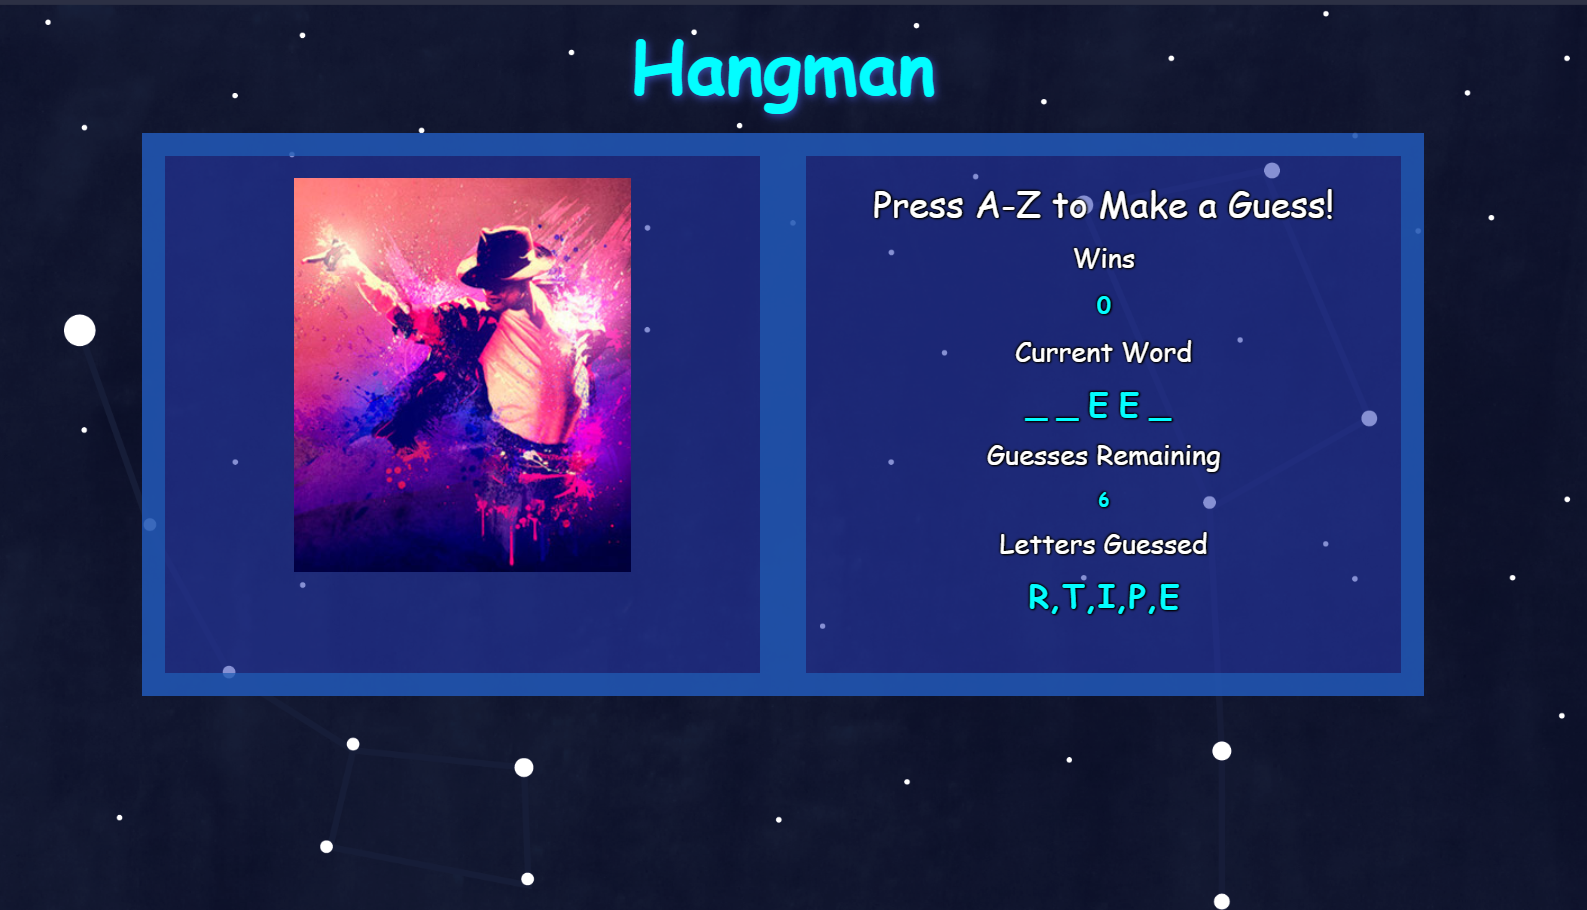 Hangman
Press A-Z to Make a Guess!
Wins
0
Current Word
_ _ E E _
Guesses Remaining
6
Letters Guessed
R,T,I,P,E